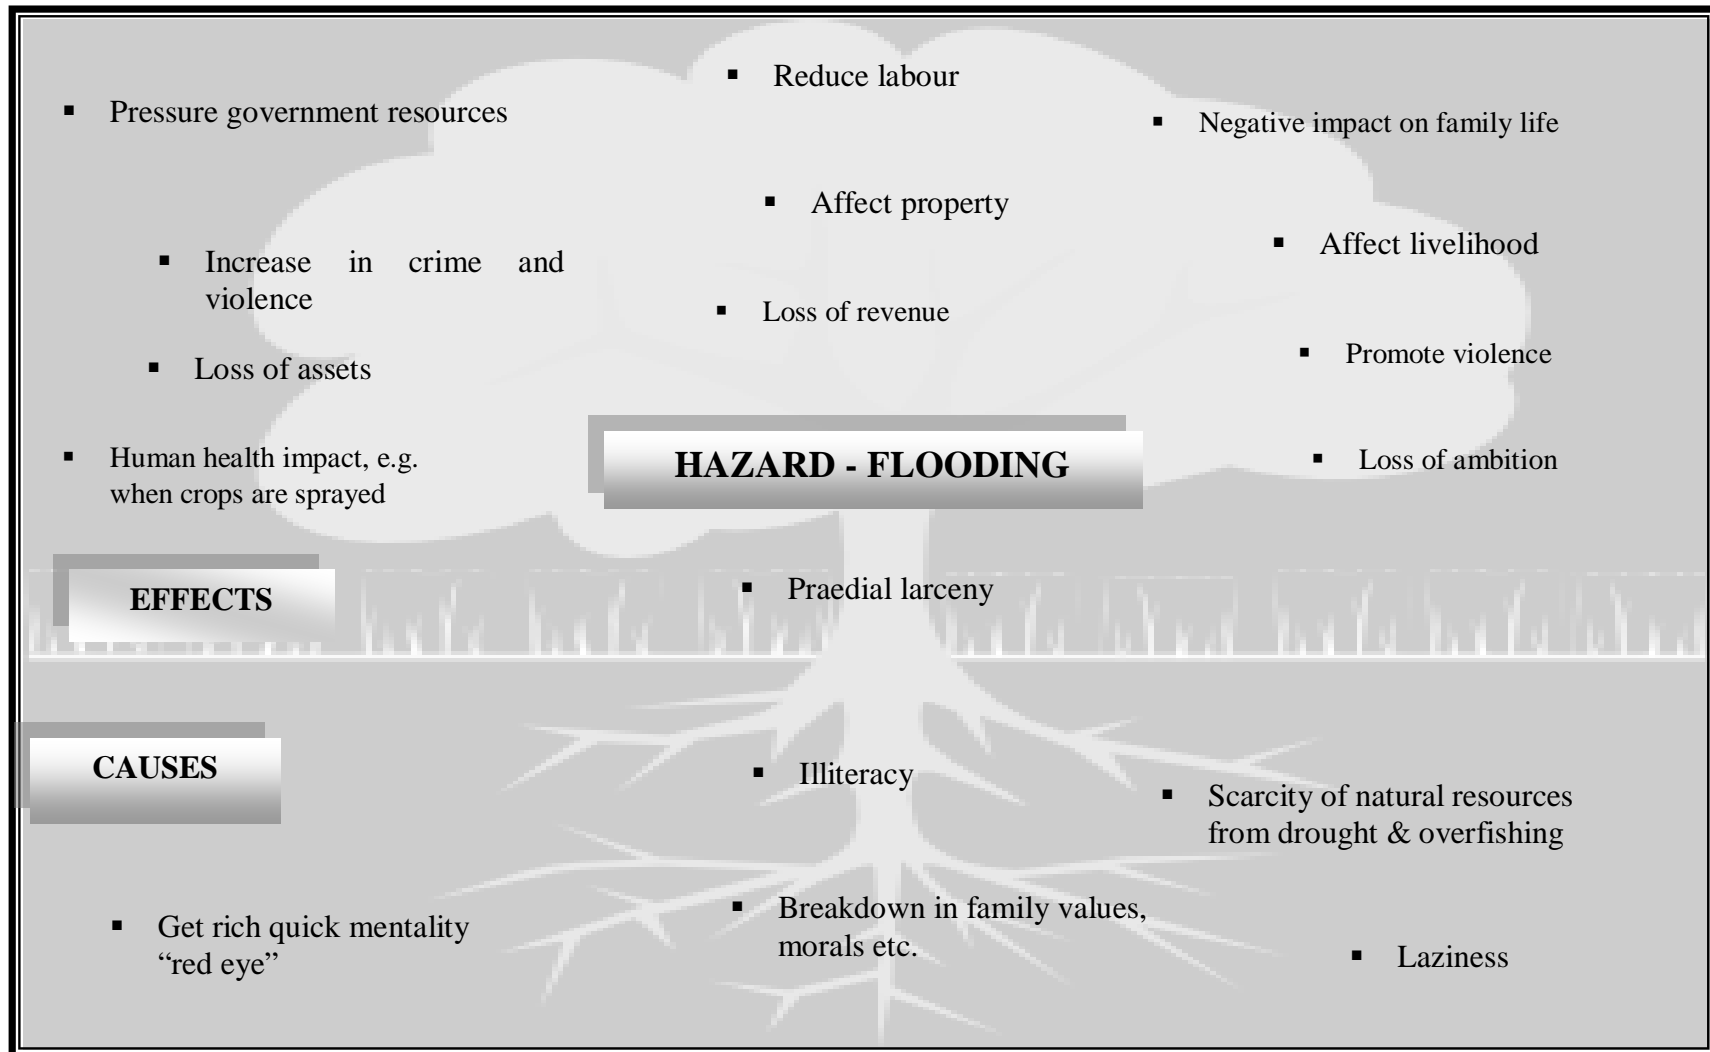 ▪ Reduce labour
▪ Pressure government resources
▪ Negative impact on family life
▪ Affect property
▪ Affect livelihood
▪ Increase in crime and
violence
▪ Loss of revenue
▪ Promote violence
▪ Loss of assets
▪ Human health impact, e.g.
when crops are sprayed
HAZARD - FLOODING
▪ Loss of ambition
EFFECTS
▪ Praedial larceny
CAUSES
▪ Illiteracy
▪ Scarcity of natural resources
from drought & overfishing
▪ Get rich quick mentality
“red eye”
▪ Breakdown in family values,
morals etc.
▪ Laziness